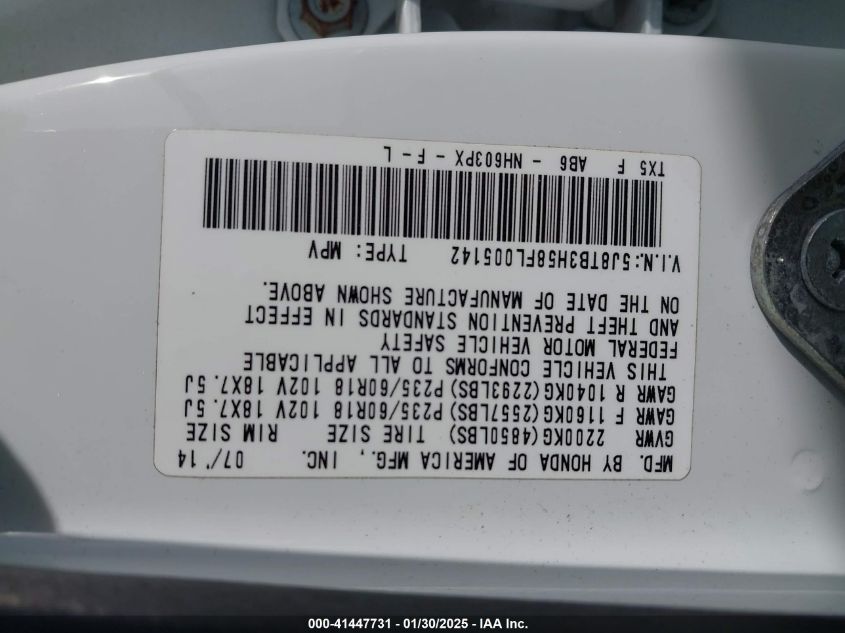 MFD. BY HONDA OF AMERICA MFG., INC. 07/'14
GVWR 2200KG(4850LBS) TIRE SIZE RIM SIZE
GAWR F 1160KG(2557LBS)P235/60R18 102V 18X7.5J
GAWR R 1040KG(2293LBS)P235/60R18 102V 18X7.5J
THIS VEHICLE CONFORMS TO ALL APPLICABLE
FEDERAL MOTOR VEHICLE SAFETY
AND THEFT PREVENTION STANDARDS IN EFFECT
ON THE DATE OF MANUFACTURE SHOWN ABOVE.
V.I.N:5J8TB3H58FL005142 TYPE: MPV
TX5 F AB6 - NH603PX - F - L
000-41447731 - 01/30/2025 - IAA Inc.